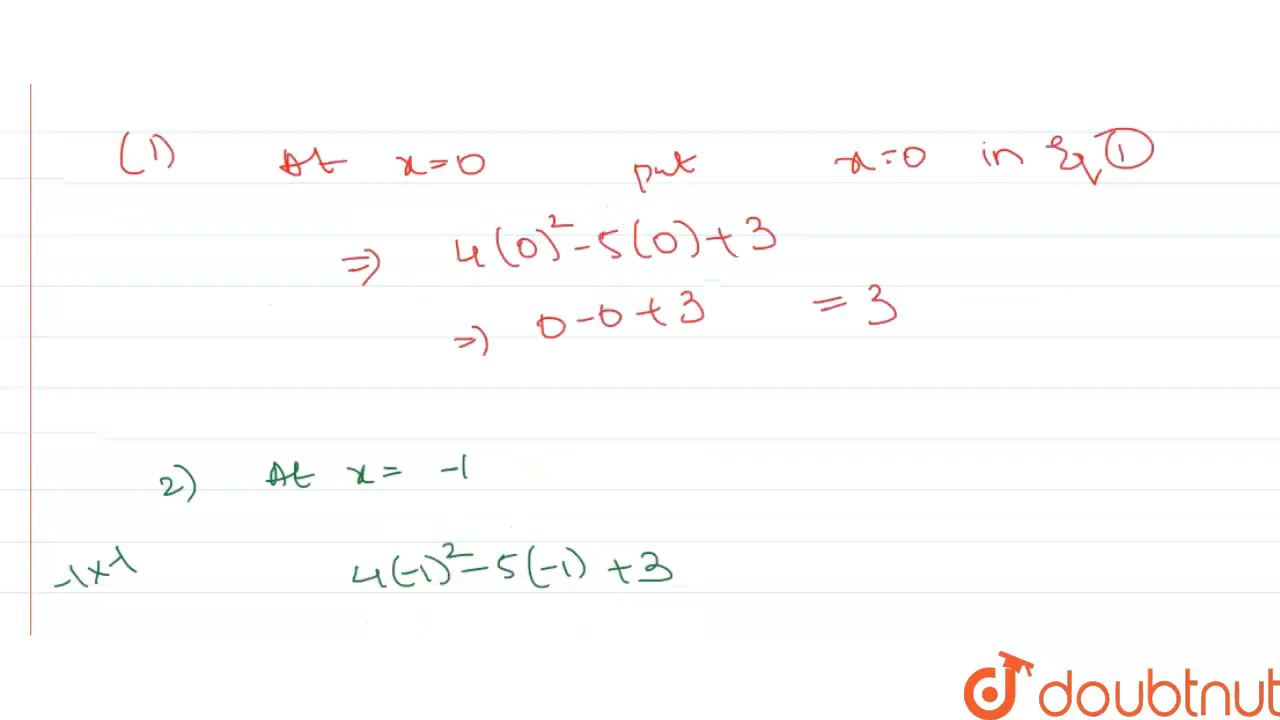 (1) At x=0 put x=0 in Eq ①
⇒ 4(0)²-5(0)+3
⇒ 0-0+3 = 3
2) At x= -1
-1x-1 4(-1)²-5(-1)+3
doubtnut